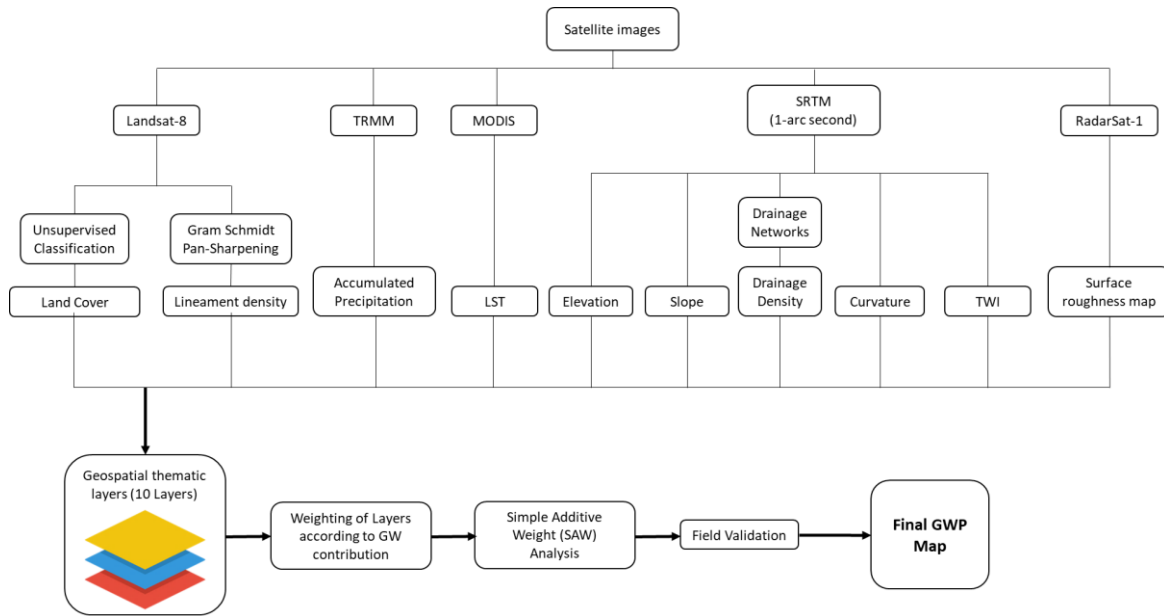 Satellite images
Landsat-8
TRMM
MODIS
SRTM
(1-arc second)
RadarSat-1
Unsupervised
Classification
Gram Schmidt
Pan-Sharpening
Drainage
Networks
Land Cover
Lineament density
Accumulated
Precipitation
LST
Elevation
Slope
Drainage
Density
Curvature
TWI
Surface
roughness map
Geospatial thematic
layers (10 Layers)
Weighting of Layers
according to GW
contribution
Simple Additive
Weight (SAW)
Analysis
Field Validation
Final GWP
Map